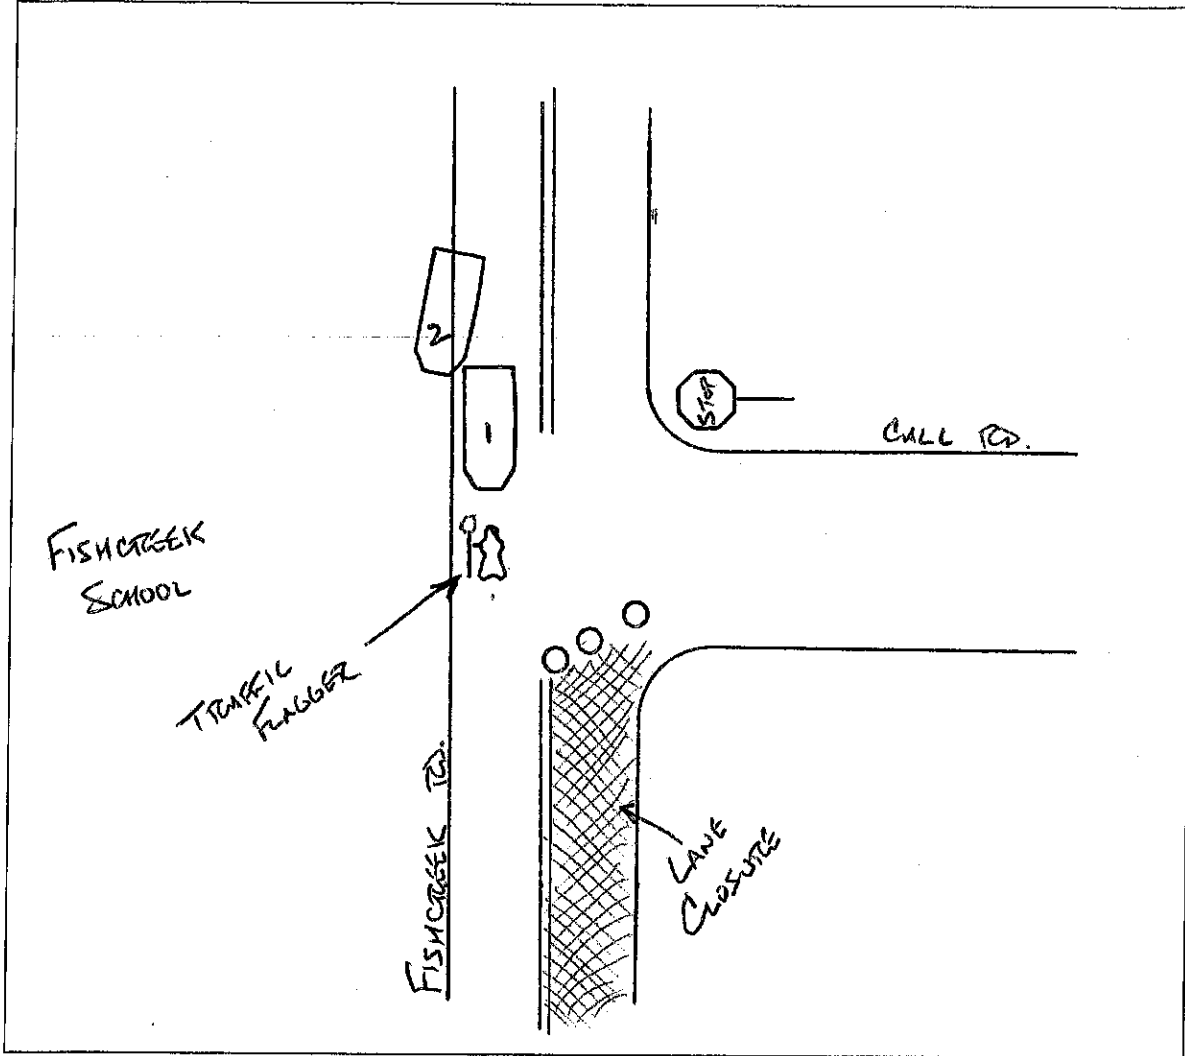 2
1
STOP
CALL RD.
FISHCREEK
SCHOOL
TRAFFIC
FLAGGER
FISHCREEK RD.
LANE
CLOSURE